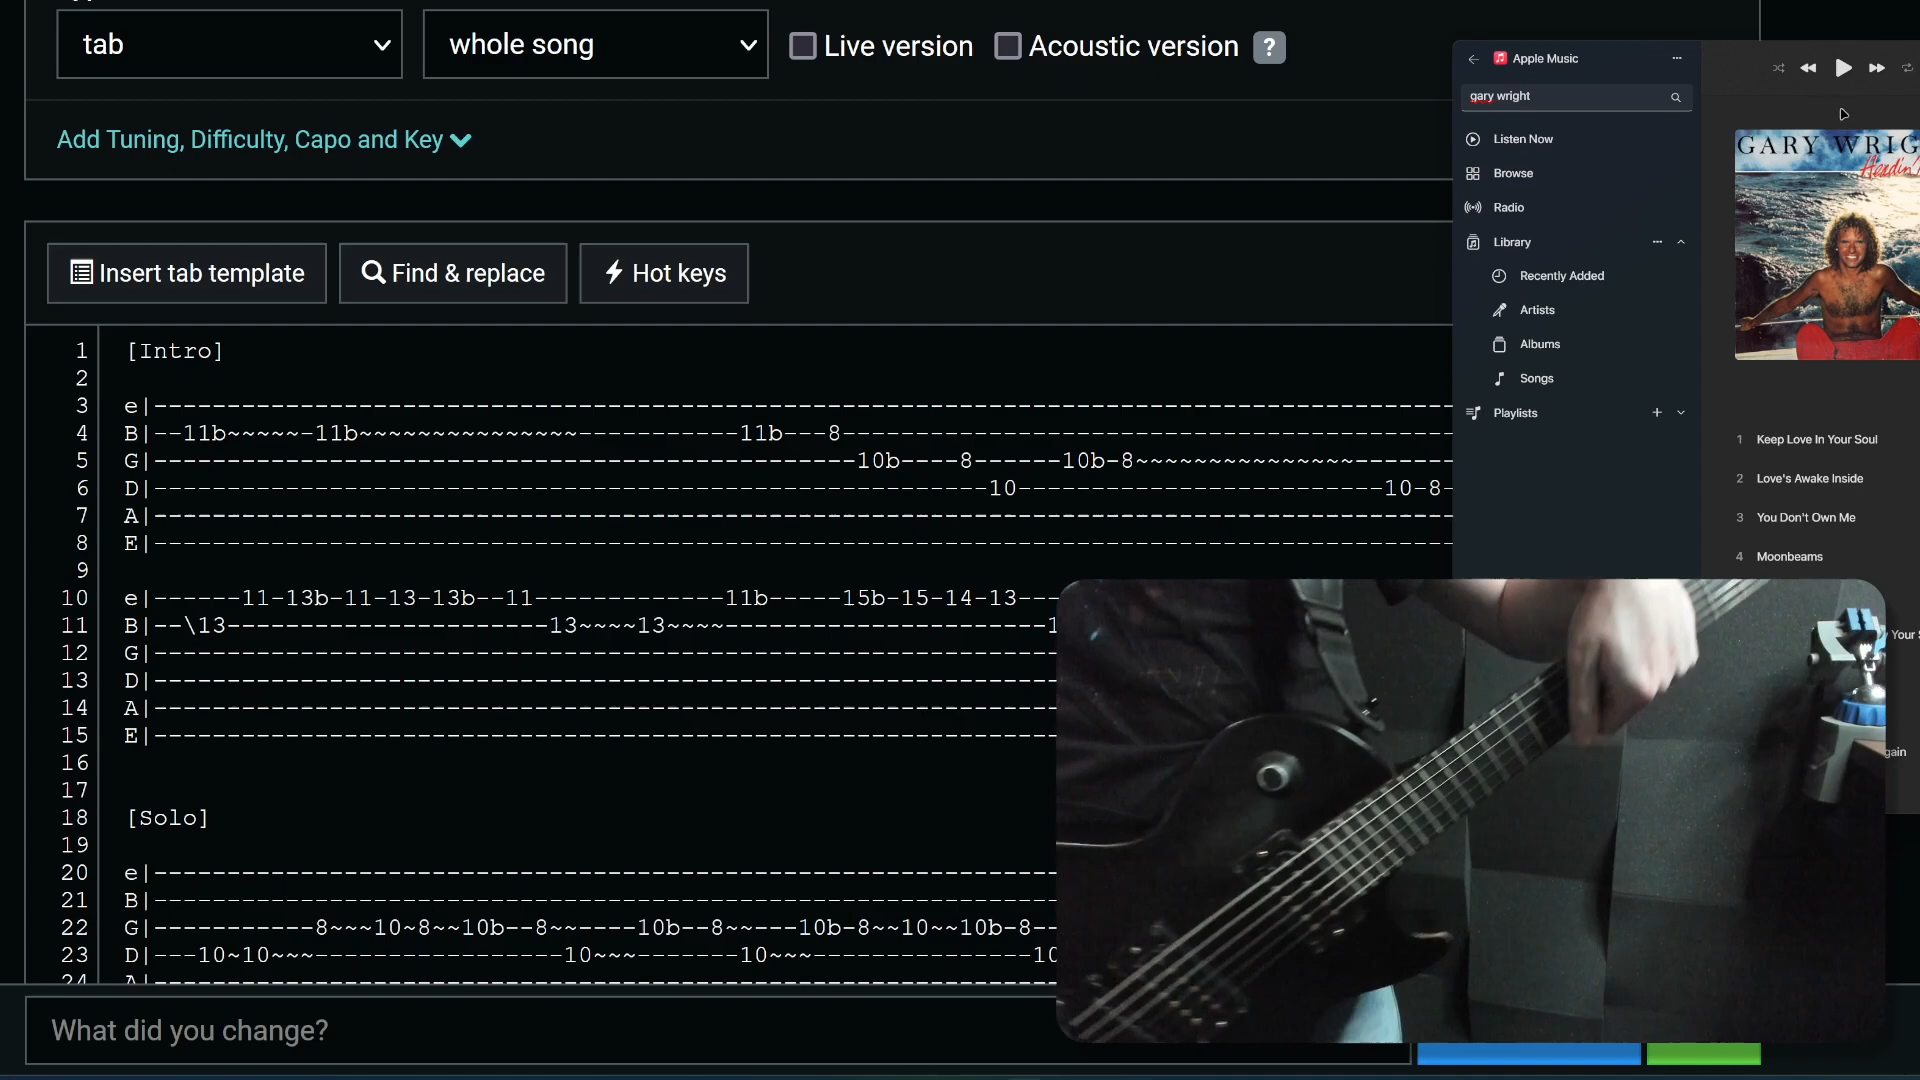 tab
whole song
Live version
Acoustic version
?
Add Tuning, Difficulty, Capo and Key
Insert tab template
Find & replace
Hot keys
1 [Intro]
2
3 e|------------------------------------------------------------------------------------------
4 B|--11b~~~~~-11b~~~~~~~~~~~~~~~-----------11b---8------------------------------------------
5 G|------------------------------------------------10b----8------10b-8~~~~~~~~~~~~~~~-------
6 D|---------------------------------------------------------10-------------------------10-8-
7 A|------------------------------------------------------------------------------------------
8 E|------------------------------------------------------------------------------------------
9
10 e|------11-13b-11-13-13b--11-------------11b-----15b-15-14-13---
11 B|--\13----------------------13~~~~13~~~~----------------------1
12 G|--------------------------------------------------------------
13 D|--------------------------------------------------------------
14 A|--------------------------------------------------------------
15 E|--------------------------------------------------------------
16
17
18 [Solo]
19
20 e|--------------------------------------------------------------
21 B|--------------------------------------------------------------
22 G|-----------8~~~10~8~~10b--8~~----10b--8~~----10b-8~~10~~10b-8--
23 D|---10~10~~~-----------------10~~~-------10~~~---------------10
24 A|--------------------------------------------------------------
What did you change?
Apple Music
gary wright
Listen Now
Browse
Radio
Library
Recently Added
Artists
Albums
Songs
Playlists
GARY WRIG
Headin'
1 Keep Love In Your Soul
2 Love's Awake Inside
3 You Don't Own Me
4 Moonbeams
Your S
gain